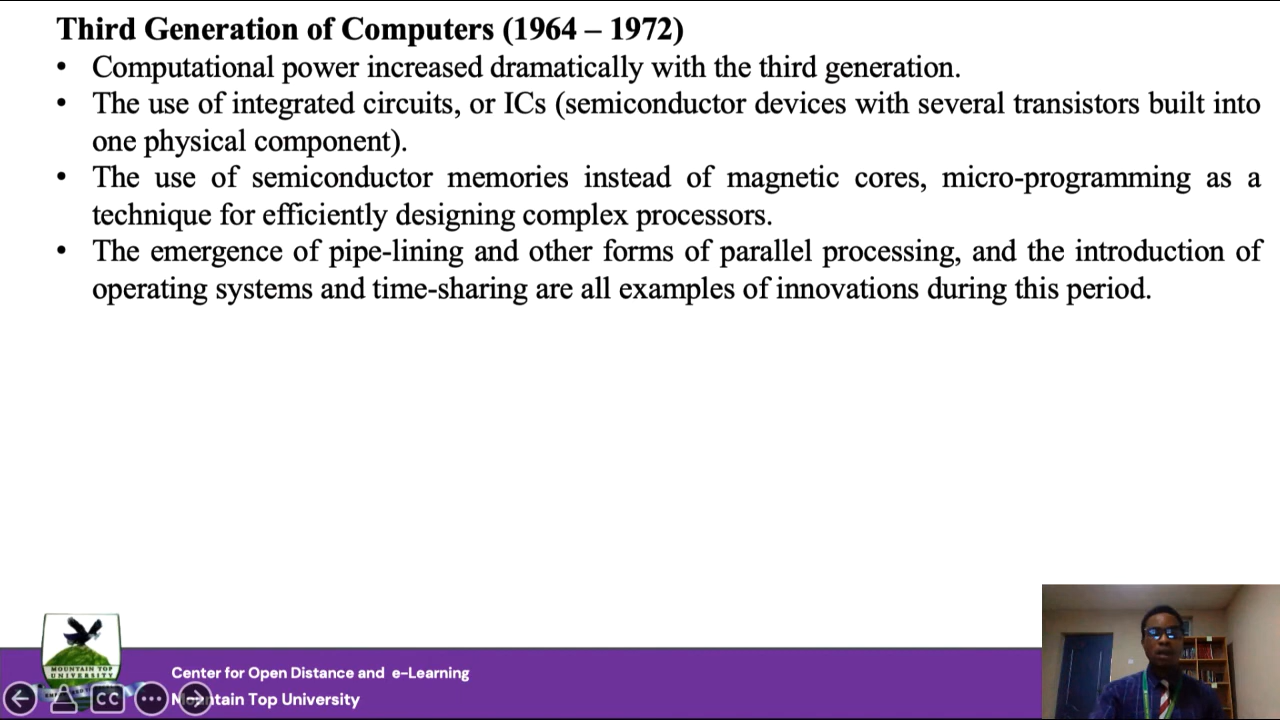 Third Generation of Computers (1964 – 1972)
• Computational power increased dramatically with the third generation.
• The use of integrated circuits, or ICs (semiconductor devices with several transistors built into
one physical component).
• The use of semiconductor memories instead of magnetic cores, micro-programming as a
technique for efficiently designing complex processors.
• The emergence of pipe-lining and other forms of parallel processing, and the introduction of
operating systems and time-sharing are all examples of innovations during this period.
MOUNTAIN TOP
UNIVERSITY
Center for Open Distance and e-Learning
Mountain Top University
CC